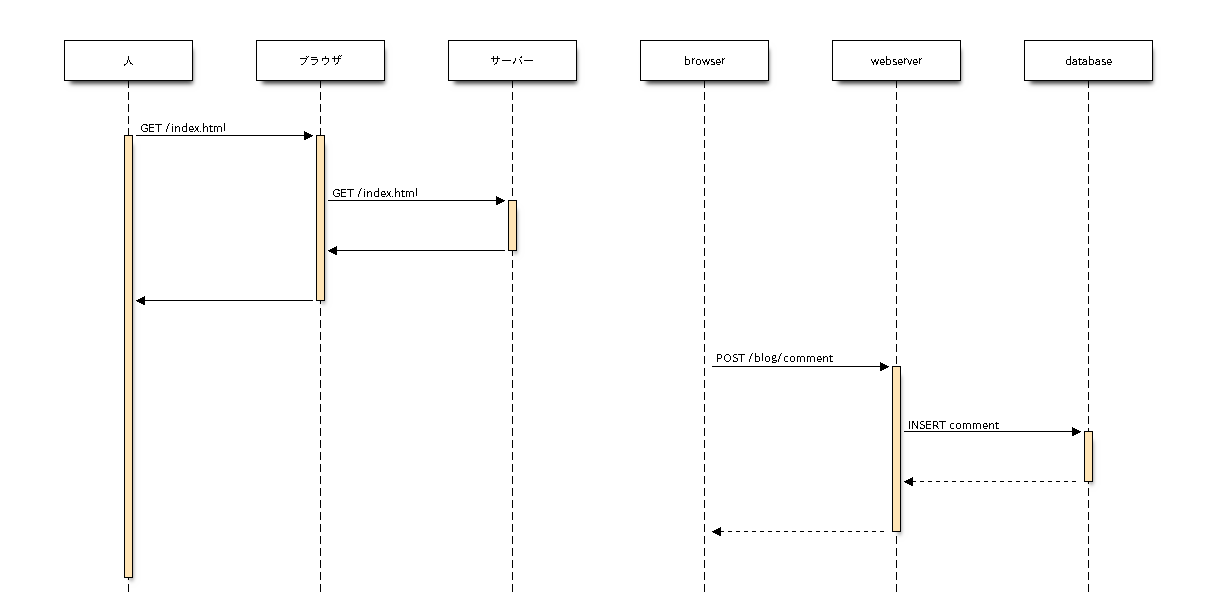 人
ブラウザ
サーバー
browser
webserver
database
GET /index.html
GET /index.html
POST /blog/comment
INSERT comment